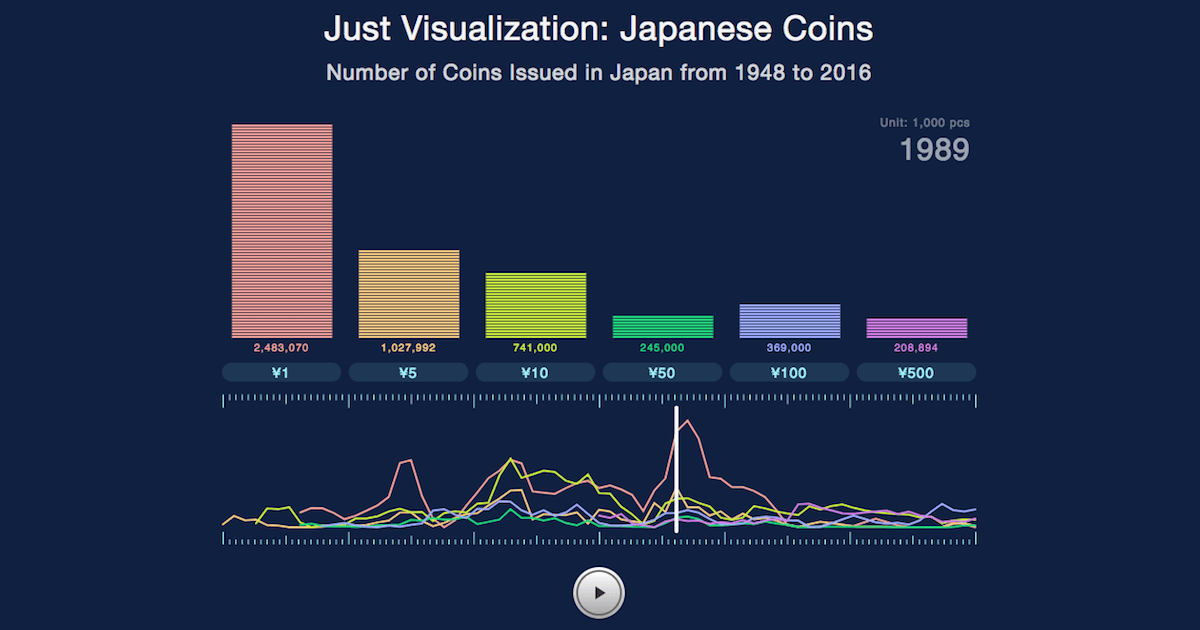 Just Visualization: Japanese Coins
Number of Coins Issued in Japan from 1948 to 2016
Unit: 1,000 pcs
1989
2,483,070 1,027,992 741,000 245,000 369,000 208,894
¥1 ¥5 ¥10 ¥50 ¥100 ¥500